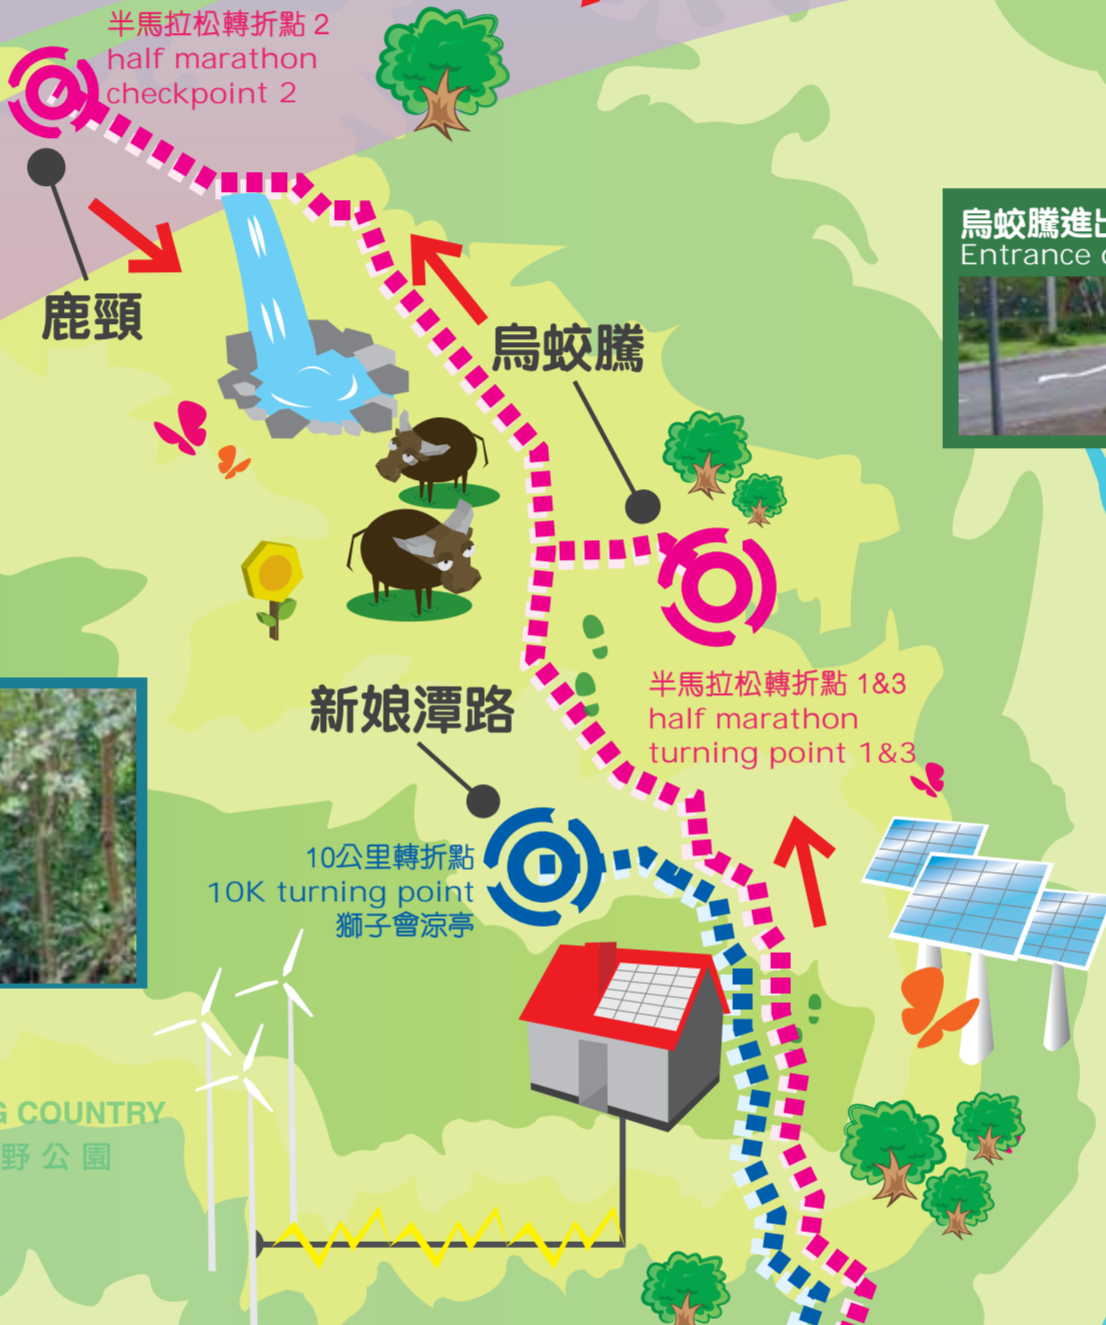 半馬拉松轉折點 2
half marathon
checkpoint 2
鹿頸
烏蛟騰進出
Entrance
烏蛟騰
半馬拉松轉折點 1&3
half marathon
turning point 1&3
新娘潭路
10公里轉折點
10K turning point
獅子會涼亭
G COUNTRY
野公園